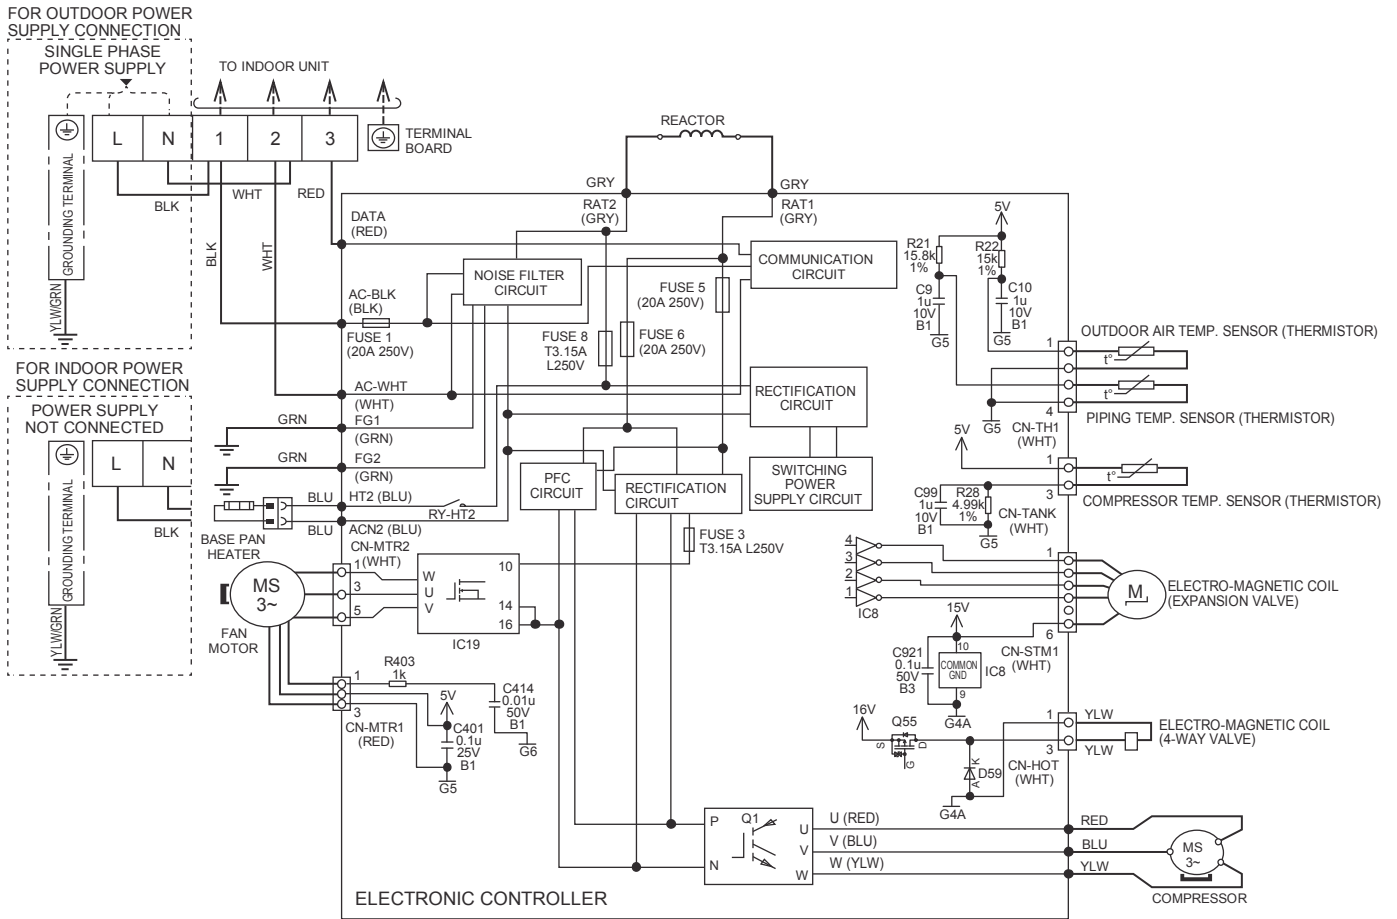 FOR OUTDOOR POWER
SUPPLY CONNECTION
SINGLE PHASE
POWER SUPPLY
TO INDOOR UNIT
L
N
1
2
3
TERMINAL
BOARD
GROUNDING TERMINAL
YLW/GRN
BLK
WHT
RED
BLK
WHT
REACTOR
GRY
GRY
RAT2
(GRY)
RAT1
(GRY)
DATA
(RED)
NOISE FILTER
CIRCUIT
COMMUNICATION
CIRCUIT
AC-BLK
(BLK)
FUSE 1
(20A 250V)
FUSE 5
(20A 250V)
FUSE 8
T3.15A
L250V
FUSE 6
(20A 250V)
5V
R21
15.8k
1%
R22
15k
1%
C9
1u
10V
B1
C10
1u
10V
B1
G5
G5
1
OUTDOOR AIR TEMP. SENSOR (THERMISTOR)
t°
t°
4
PIPING TEMP. SENSOR (THERMISTOR)
G5
CN-TH1
(WHT)
FOR INDOOR POWER
SUPPLY CONNECTION
POWER SUPPLY
NOT CONNECTED
L
N
GROUNDING TERMINAL
YLW/GRN
BLK
AC-WHT
(WHT)
RECTIFICATION
CIRCUIT
GRN
FG1
(GRN)
GRN
FG2
(GRN)
PFC
CIRCUIT
RECTIFICATION
CIRCUIT
SWITCHING
POWER
SUPPLY CIRCUIT
5V
1
t°
3
COMPRESSOR TEMP. SENSOR (THERMISTOR)
C99
1u
10V
B1
R28
4.99k
1%
G5
CN-TANK
(WHT)
BLU
HT2 (BLU)
RY-HT2
BLU
ACN2 (BLU)
BASE PAN
HEATER
FUSE 3
T3.15A L250V
CN-MTR2
(WHT)
1
3
5
W
U
V
10
14
16
IC19
MS
3~
FAN
MOTOR
4
3
2
1
IC8
1
6
M
ELECTRO-MAGNETIC COIL
(EXPANSION VALVE)
CN-STM1
(WHT)
15V
10
COMMON
GND
9
IC8
C921
0.1u
50V
B3
G4A
1
3
CN-MTR1
(RED)
R403
1k
5V
C414
0.01u
50V
B1
G6
C401
0.1u
25V
B1
G5
16V
Q55
S
D
G
K
A
D59
G4A
1
YLW
3
YLW
ELECTRO-MAGNETIC COIL
(4-WAY VALVE)
CN-HOT
(WHT)
P
N
Q1
U
V
W
U (RED)
V (BLU)
W (YLW)
RED
BLU
YLW
MS
3~
COMPRESSOR
ELECTRONIC CONTROLLER